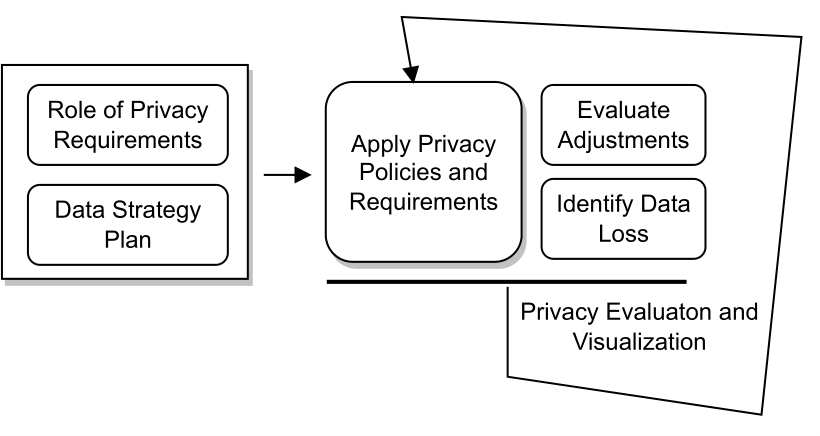 Role of Privacy
Requirements
Data Strategy
Plan
Apply Privacy
Policies and
Requirements
Evaluate
Adjustments
Identify Data
Loss
Privacy Evaluaton and
Visualization